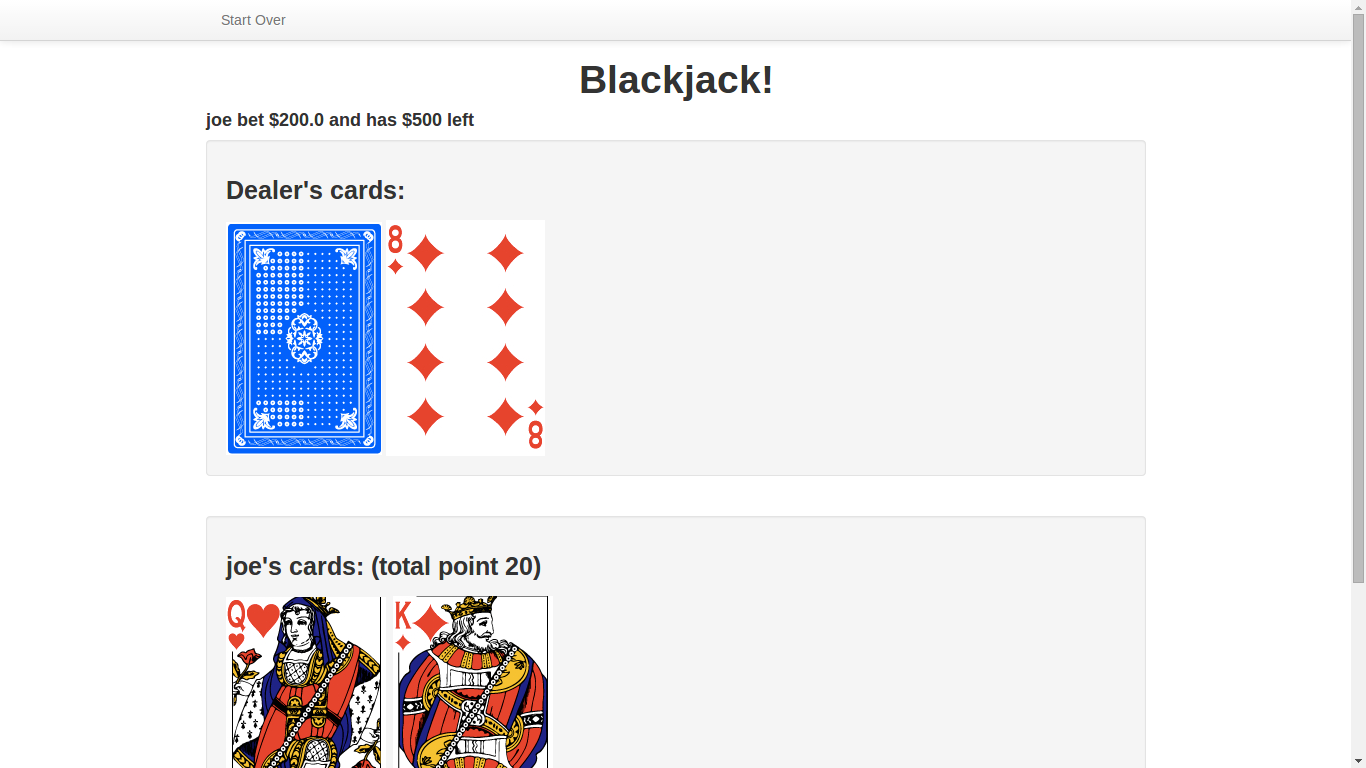 Start Over
Blackjack!
joe bet $200.0 and has $500 left
Dealer's cards:
8
8
joe's cards: (total point 20)
Q K